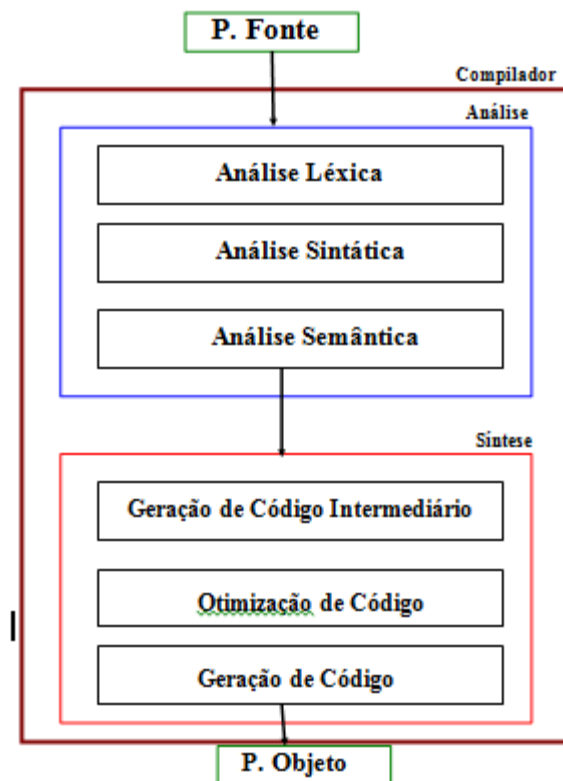 P. Fonte
Compilador
Análise
Análise Léxica
Análise Sintática
Análise Semântica
Síntese
Geração de Código Intermediário
Otimização de Código
Geração de Código
P. Objeto